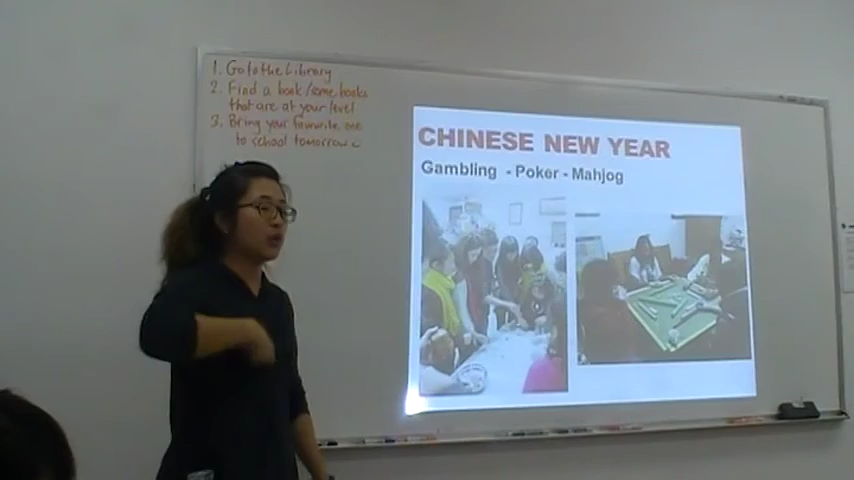 1. Go to the Library
2. Find a book/some books
that are at your level
3. Bring your favourite one
to school tomorrow
CHINESE NEW YEAR
Gambling - Poker - Mahjog